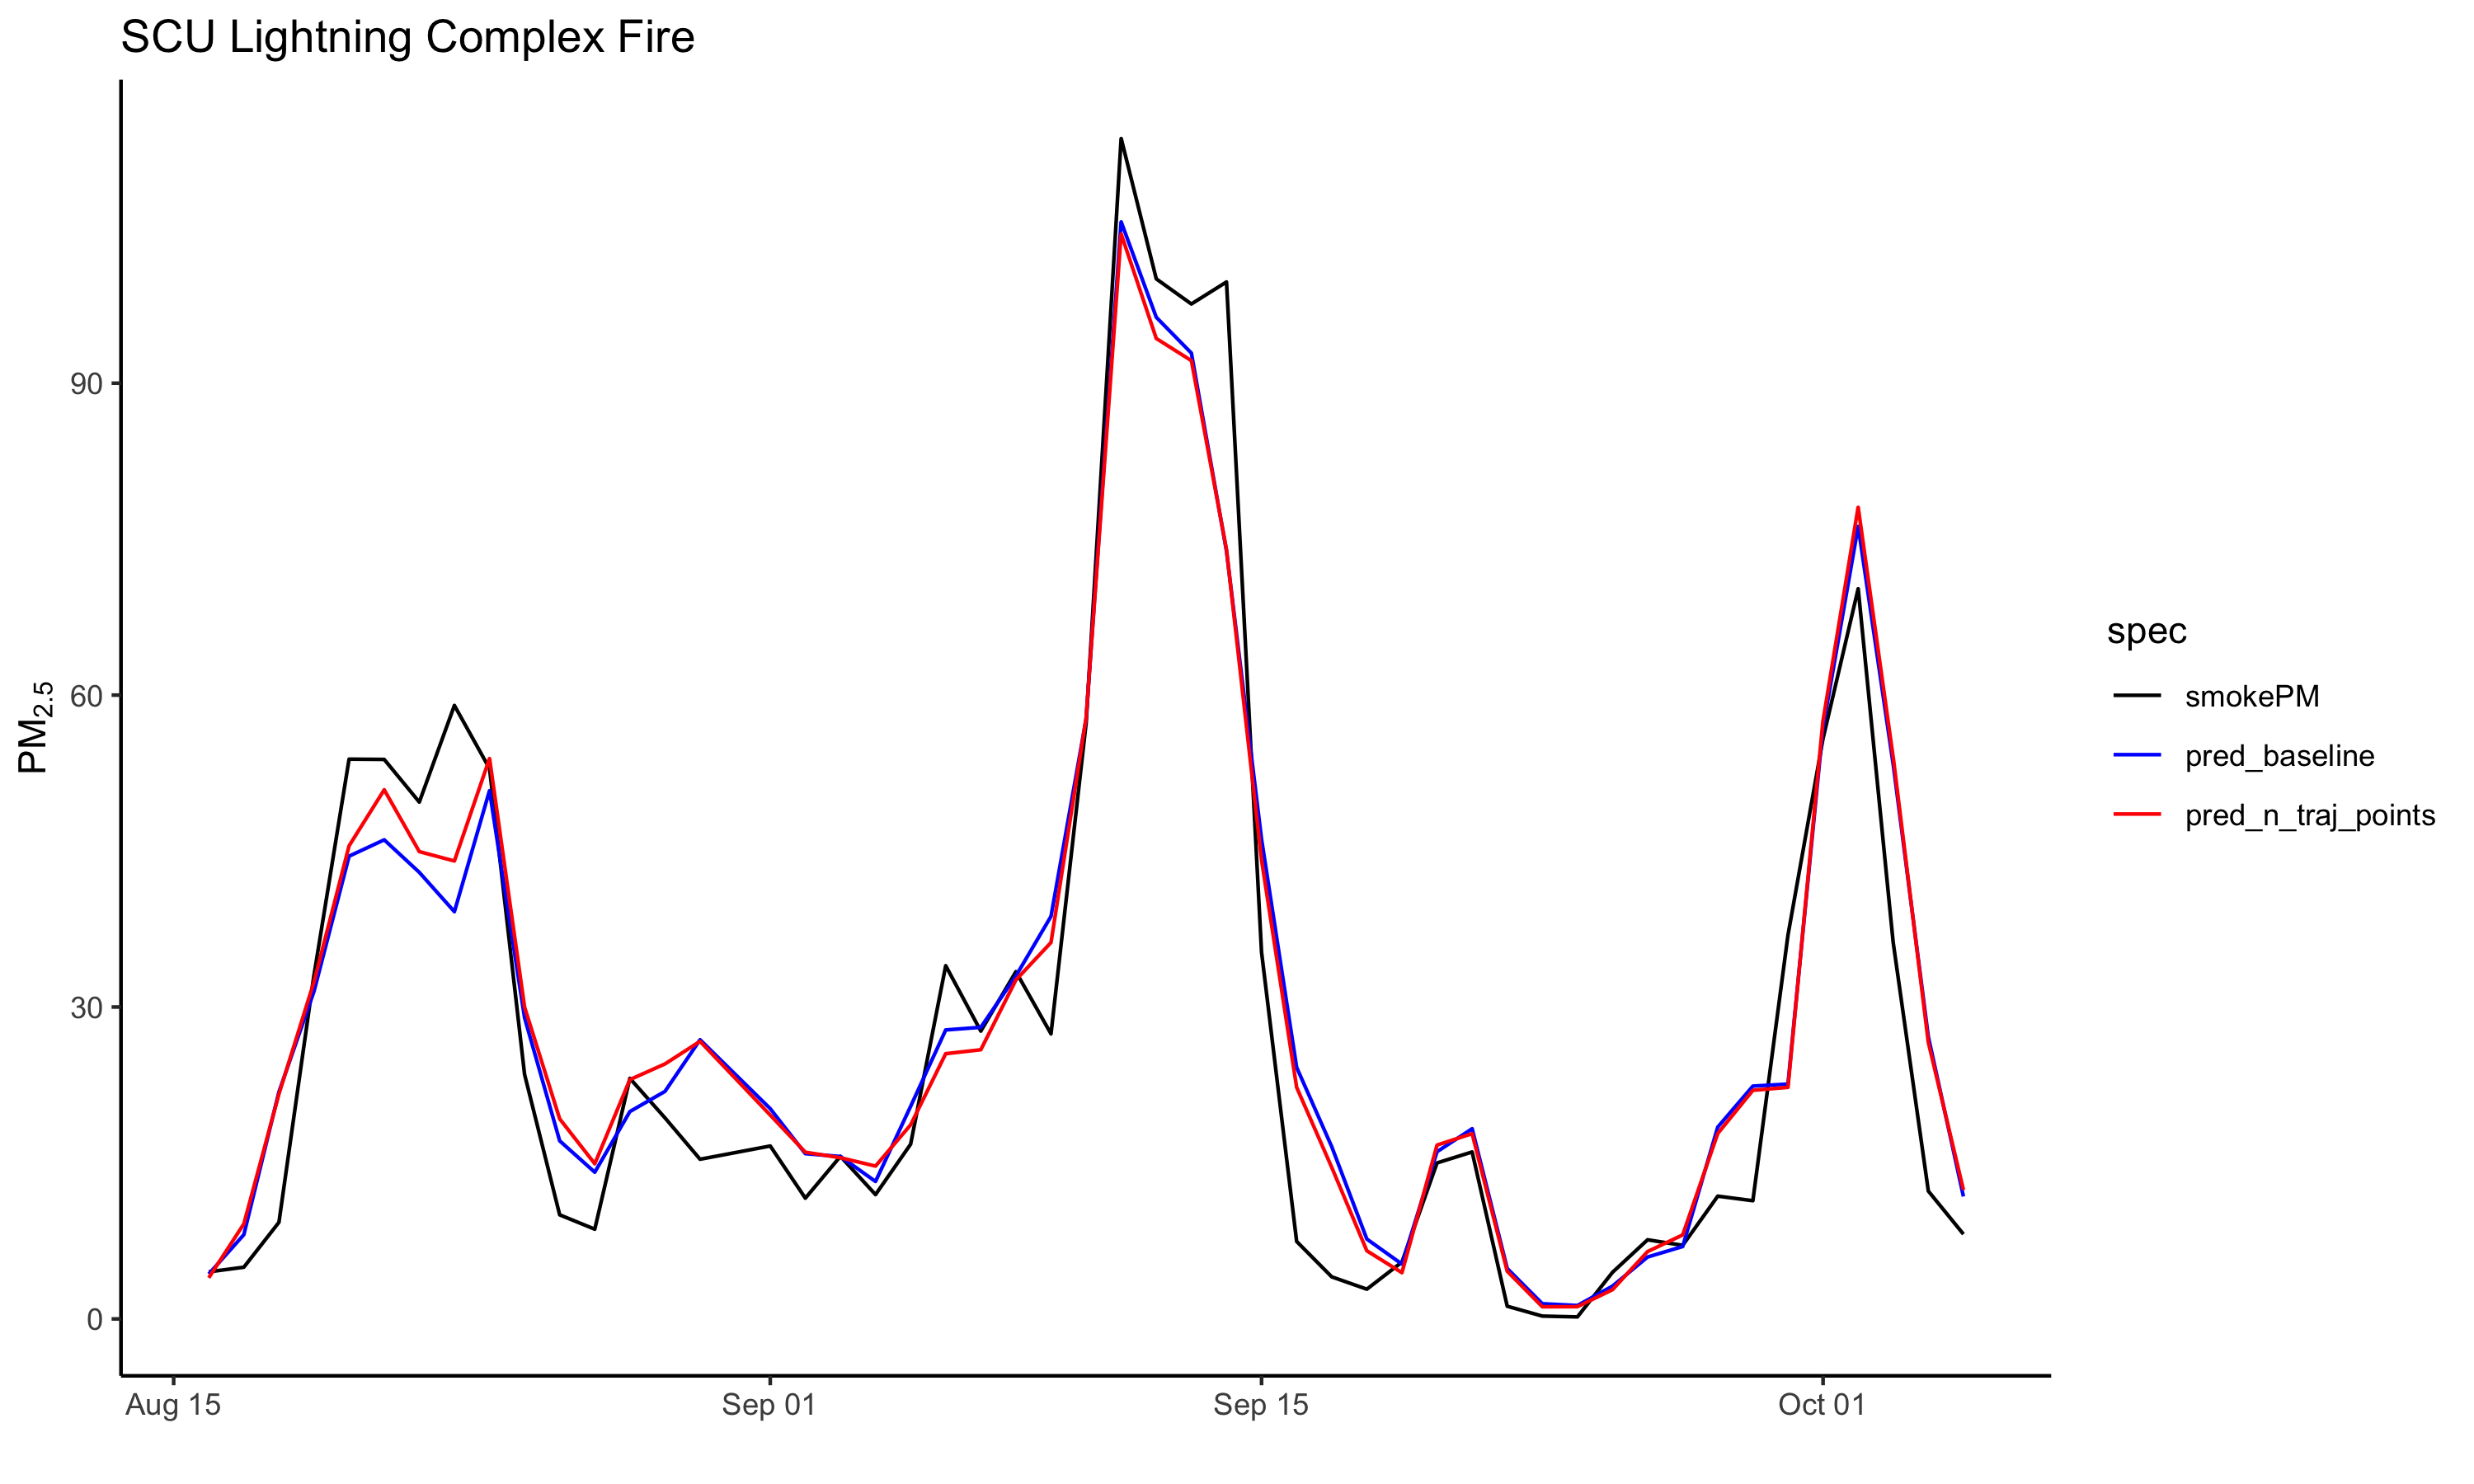 SCU Lightning Complex Fire
PM2.5
90
60
30
0
Aug 15
Sep 01
Sep 15
Oct 01
spec
smokePM
pred_baseline
pred_n_traj_points